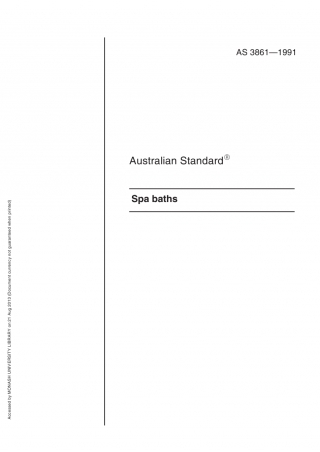 AS 3861—1991
Australian Standard®
Spa baths
Accessed by MONASH UNIVERSITY LIBRARY on 21 Aug 2013 (Document currency not guaranteed when printed)